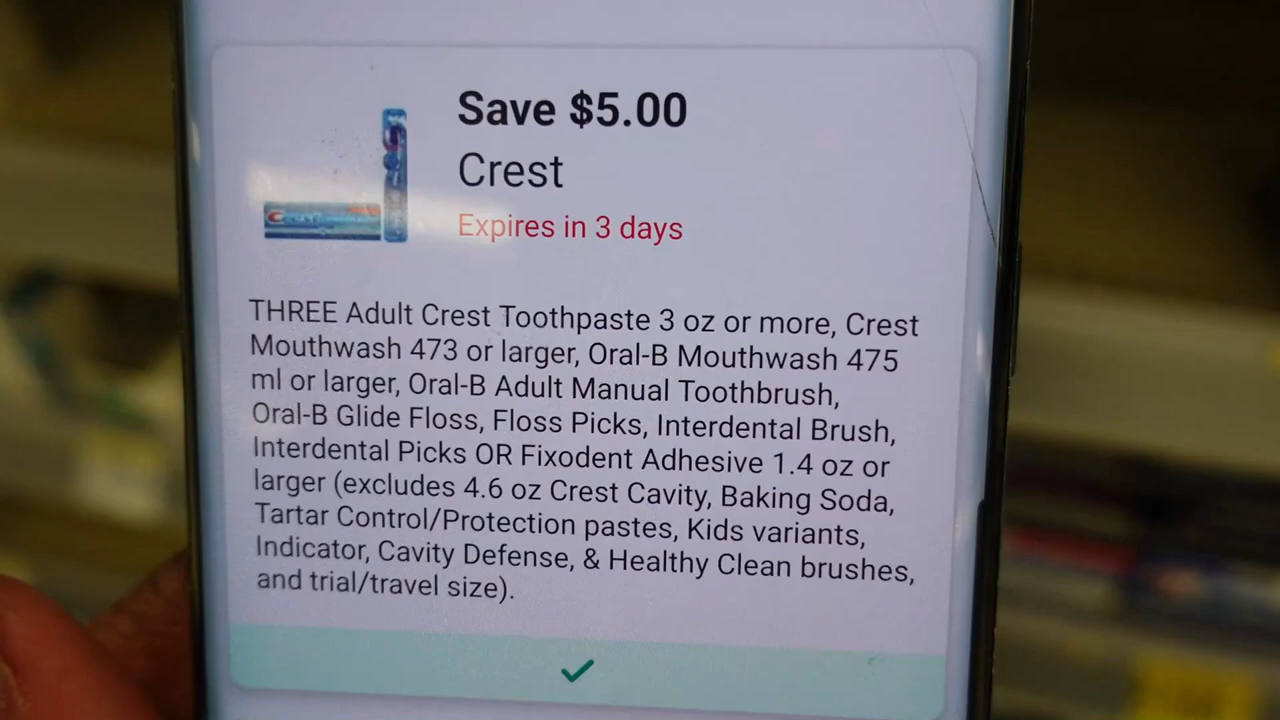 Save $5.00
Crest
Expires in 3 days
Crest
THREE Adult Crest Toothpaste 3 oz or more, Crest
Mouthwash 473 or larger, Oral-B Mouthwash 475
ml or larger, Oral-B Adult Manual Toothbrush,
Oral-B Glide Floss, Floss Picks, Interdental Brush,
Interdental Picks OR Fixodent Adhesive 1.4 oz or
larger (excludes 4.6 oz Crest Cavity, Baking Soda,
Tartar Control/Protection pastes, Kids variants,
Indicator, Cavity Defense, & Healthy Clean brushes,
and trial/travel size).